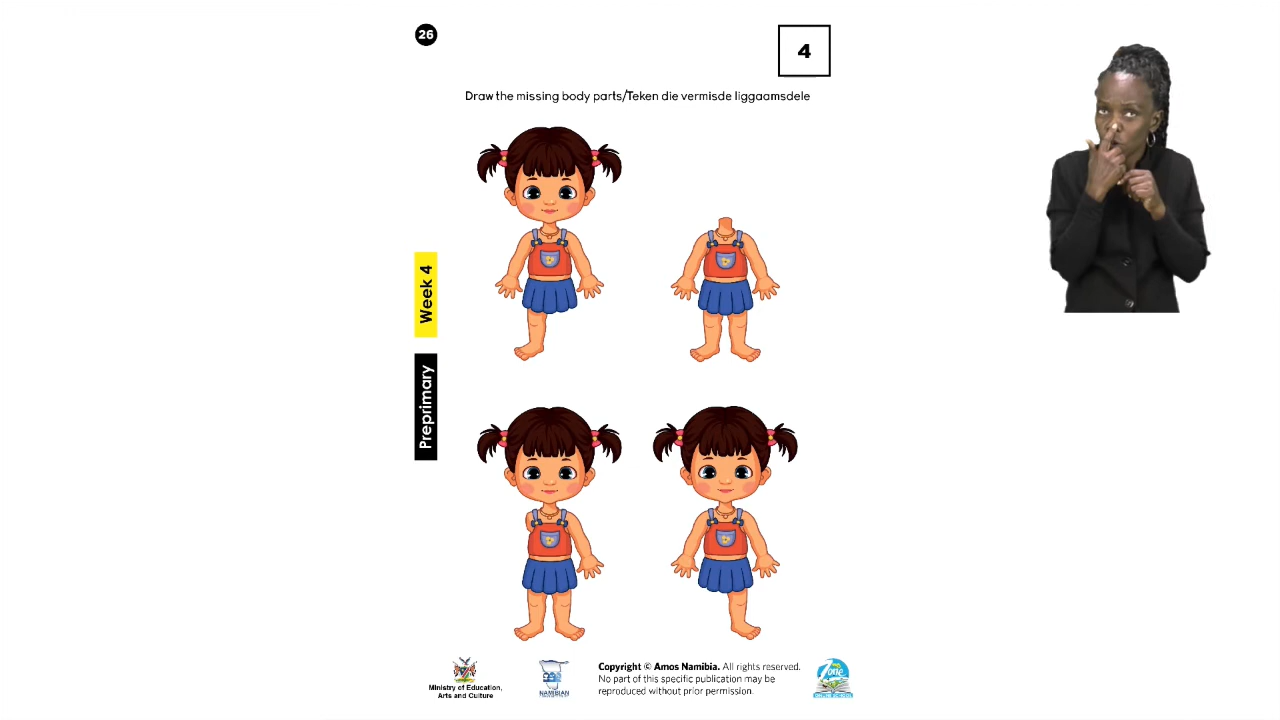 26
4
Draw the missing body parts/Teken die vermisde liggaamsdele
Week 4
Preprimary
Ministry of Education,
Arts and Culture
NAMIBIAN
Copyright © Amos Namibia. All rights reserved.
No part of this specific publication may be
reproduced without prior permission.
Zone